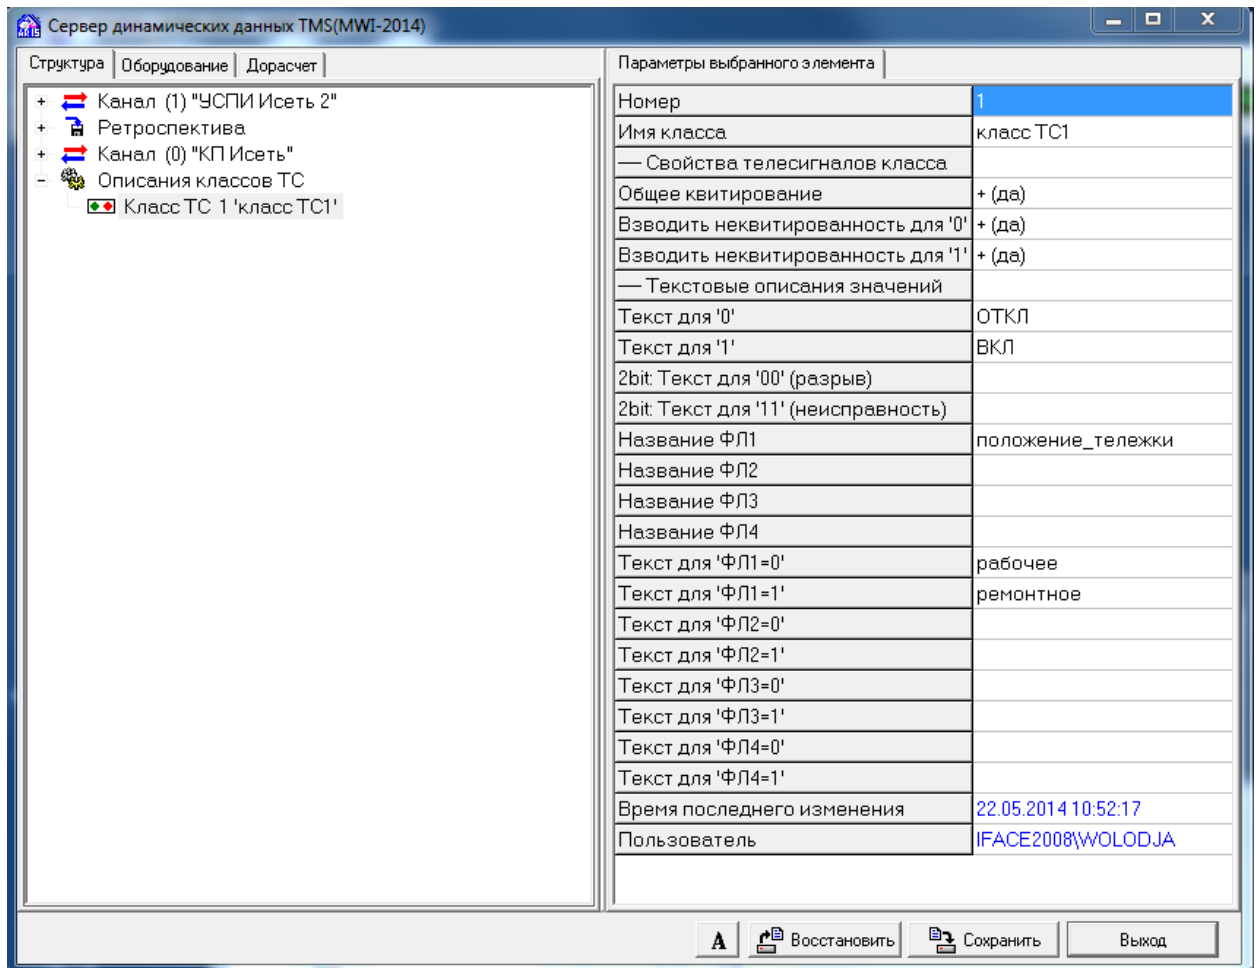 Сервер динамических данных TMS(MWI-2014)
Структура Оборудование Дорасчет
Канал (1) "УСПИ Исеть 2"
Ретроспектива
Канал (0) "КП Исеть"
Описания классов ТС
Класс ТС 1 'класс ТС1'
Параметры выбранного элемента
Номер 1
Имя класса класс ТС1
— Свойства телесигналов класса
Общее квитирование + (да)
Взводить неквитированность для '0' + (да)
Взводить неквитированность для '1' + (да)
— Текстовые описания значений
Текст для '0' ОТКЛ
Текст для '1' ВКЛ
2bit: Текст для '00' (разрыв)
2bit: Текст для '11' (неисправность)
Название ФЛ1 положение_тележки
Название ФЛ2
Название ФЛ3
Название ФЛ4
Текст для 'ФЛ1=0' рабочее
Текст для 'ФЛ1=1' ремонтное
Текст для 'ФЛ2=0'
Текст для 'ФЛ2=1'
Текст для 'ФЛ3=0'
Текст для 'ФЛ3=1'
Текст для 'ФЛ4=0'
Текст для 'ФЛ4=1'
Время последнего изменения 22.05.2014 10:52:17
Пользователь IFACE2008\WOLODJA
A Восстановить Сохранить Выход